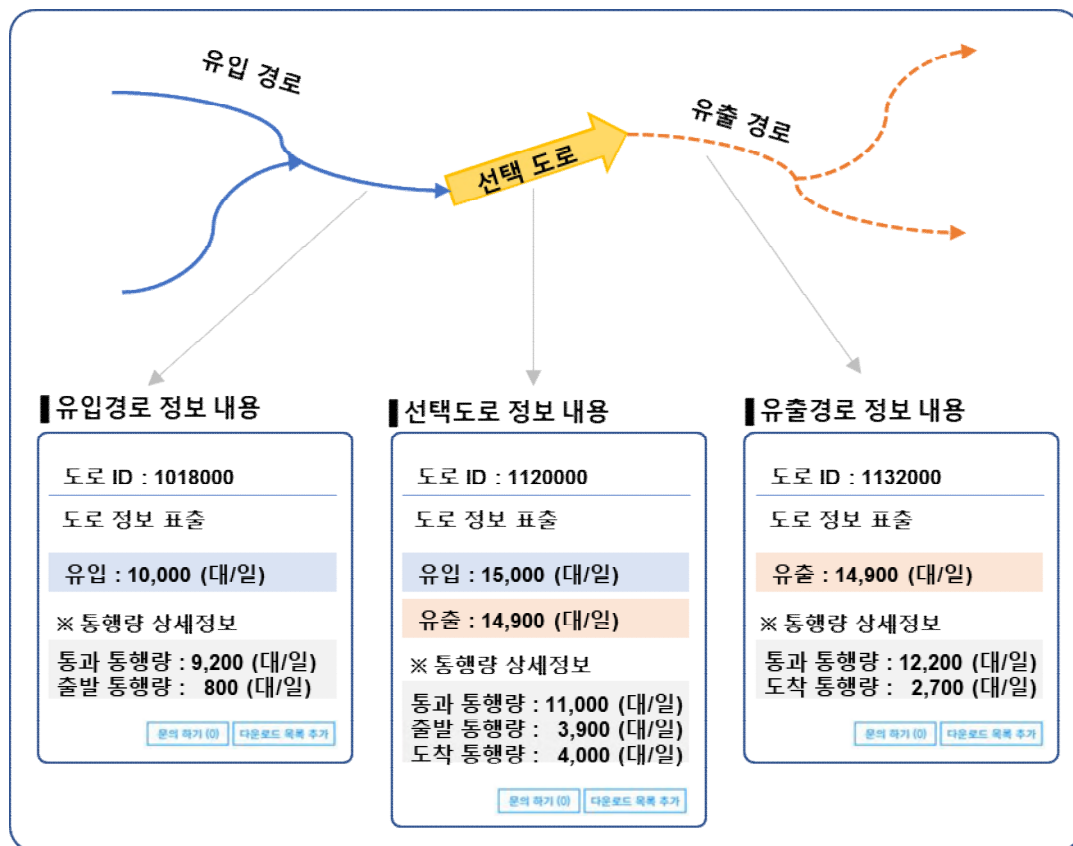 유입 경로
선택 도로
유출 경로
▌유입경로 정보 내용
도로 ID : 1018000
도로 정보 표출
유입 : 10,000 (대/일)
※ 통행량 상세정보
통과 통행량 : 9,200 (대/일)
출발 통행량 : 800 (대/일)
문의 하기 (0)
다운로드 목록 추가
▌선택도로 정보 내용
도로 ID : 1120000
도로 정보 표출
유입 : 15,000 (대/일)
유출 : 14,900 (대/일)
※ 통행량 상세정보
통과 통행량 : 11,000 (대/일)
출발 통행량 : 3,900 (대/일)
도착 통행량 : 4,000 (대/일)
문의 하기 (0)
다운로드 목록 추가
▌유출경로 정보 내용
도로 ID : 1132000
도로 정보 표출
유출 : 14,900 (대/일)
※ 통행량 상세정보
통과 통행량 : 12,200 (대/일)
도착 통행량 : 2,700 (대/일)
문의 하기 (0)
다운로드 목록 추가